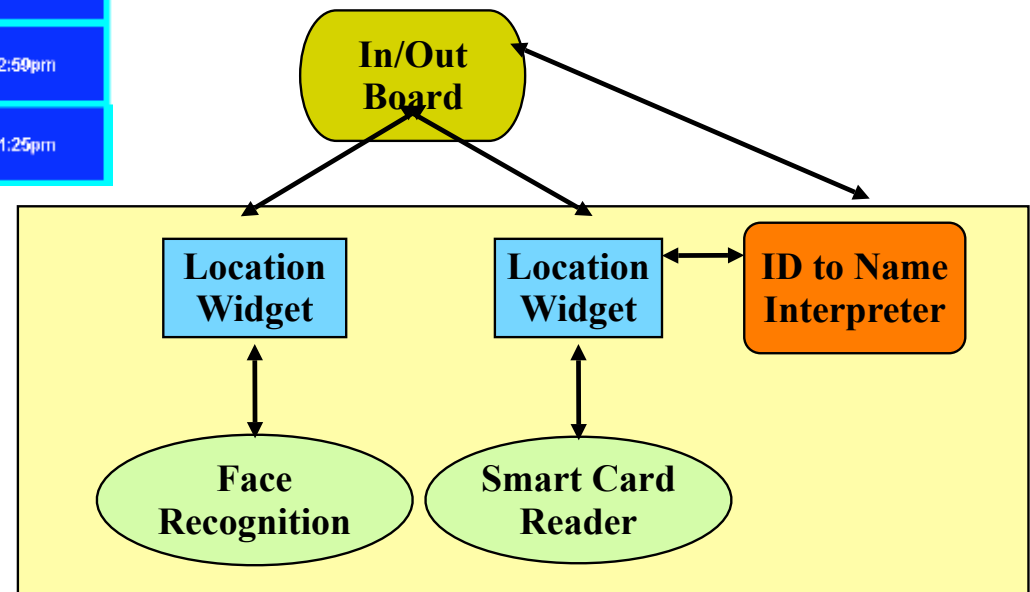 2:59pm
1:25pm
In/Out
Board
Location
Widget
Location
Widget
ID to Name
Interpreter
Face
Recognition
Smart Card
Reader